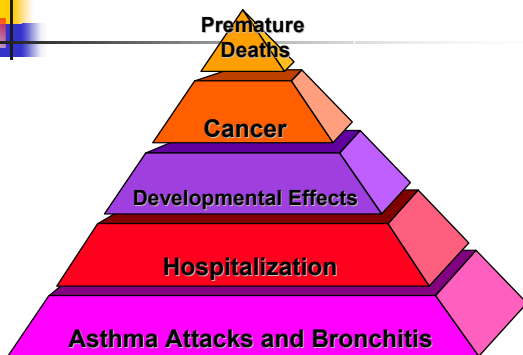 Premature
Deaths
Cancer
Developmental Effects
Hospitalization
Asthma Attacks and Bronchitis